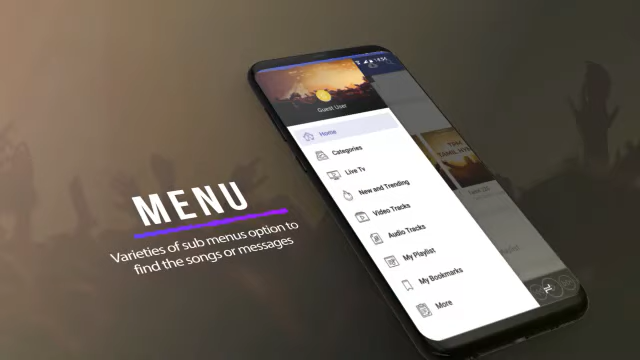 MENU
Varieties of sub menus option to
find the songs or messages
Guest User
Home
Categories
Live Tv
New and Trending
Video Tracks
Audio Tracks
My Playlist
My Bookmarks
More